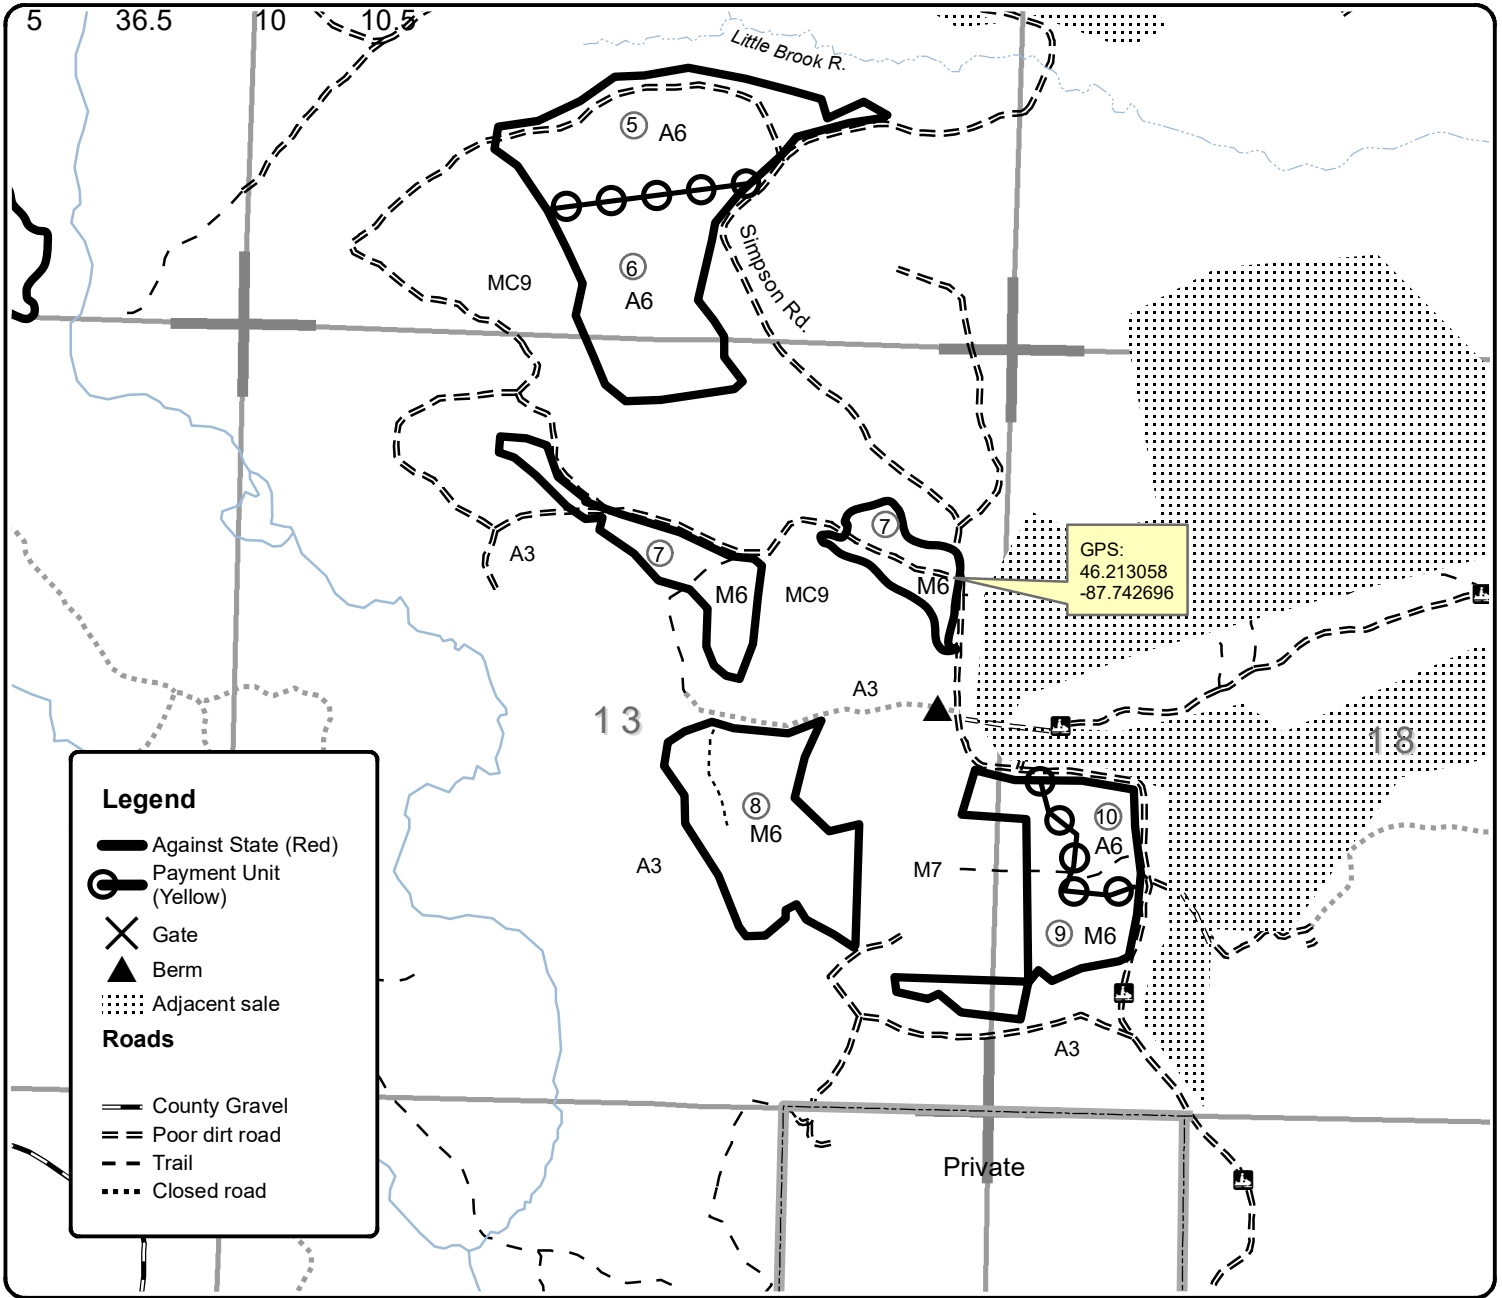 5 36.5 10 10.5
Little Brook R.
5 A6
Simpson Rd.
6
A6
MC9
7
A3
7
M6
MC9
M6
GPS:
46.213058
-87.742696
A3
13
18
8
M6
A3
10
A6
M7
9 M6
A3
Private
Legend
Against State (Red)
Payment Unit
(Yellow)
Gate
Berm
Adjacent sale
Roads
County Gravel
Poor dirt road
Trail
Closed road